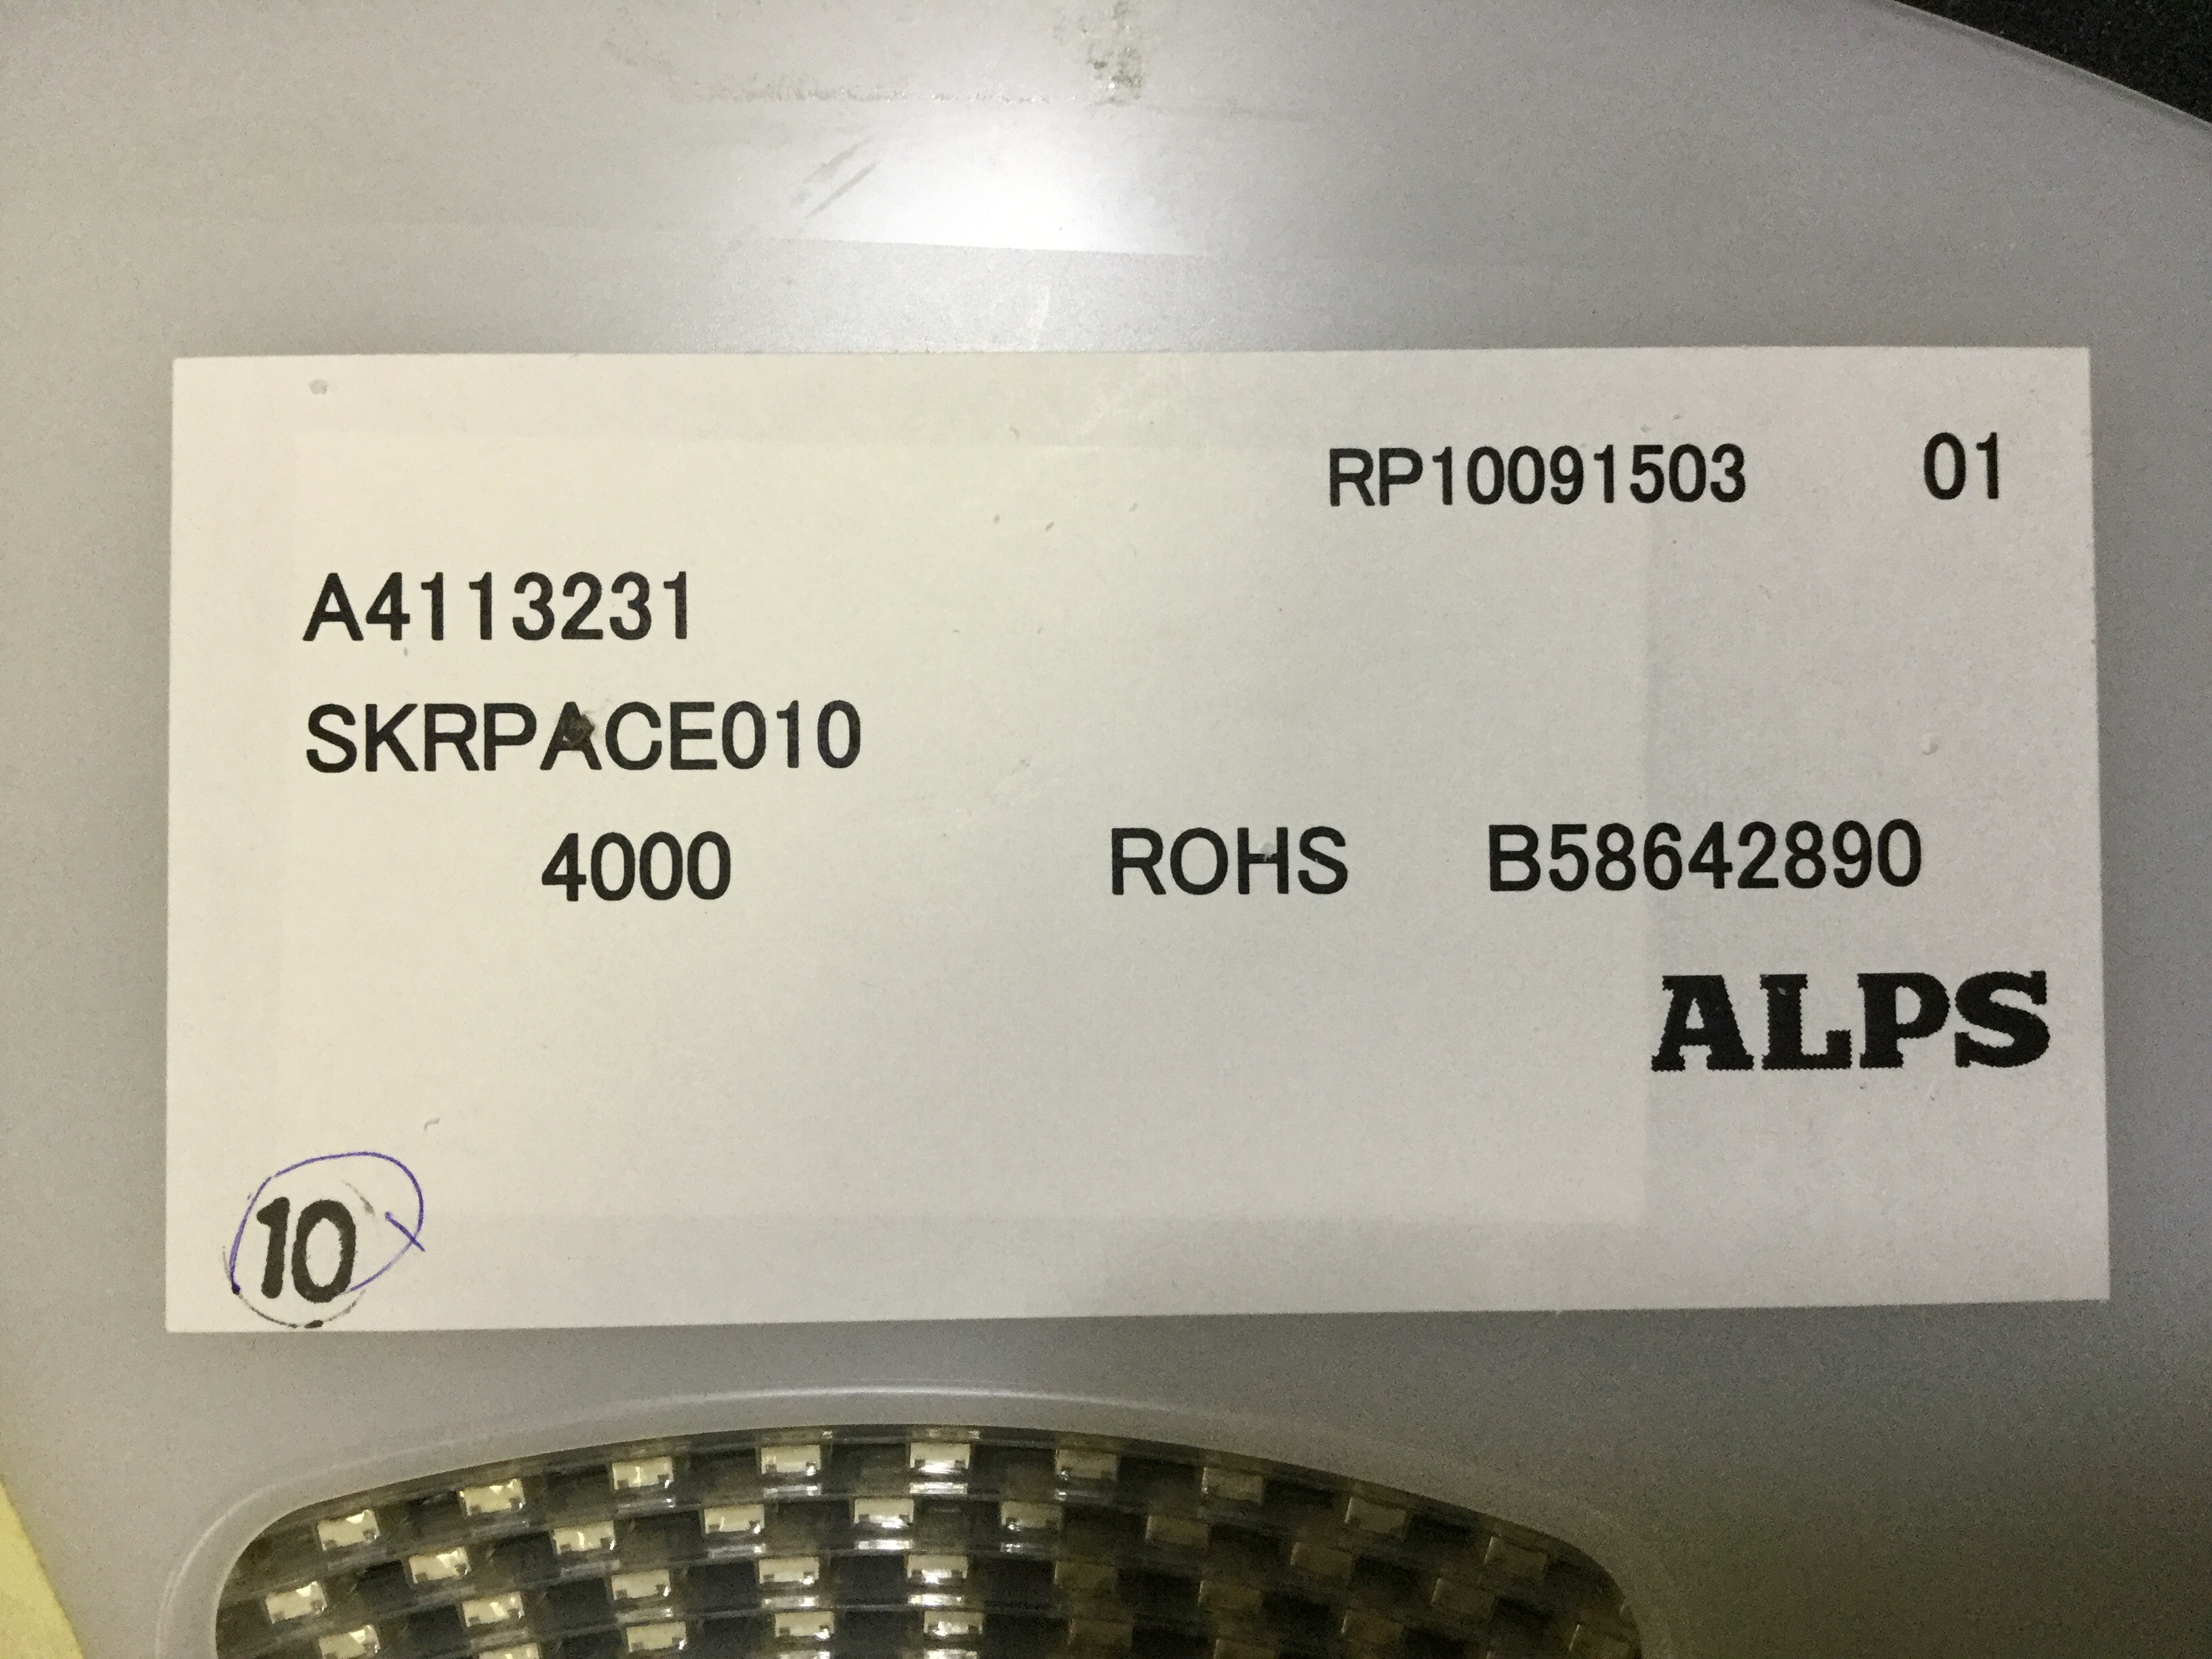 RP10091503 01
A4113231
SKRPACE010
4000 ROHS B58642890
ALPS
10